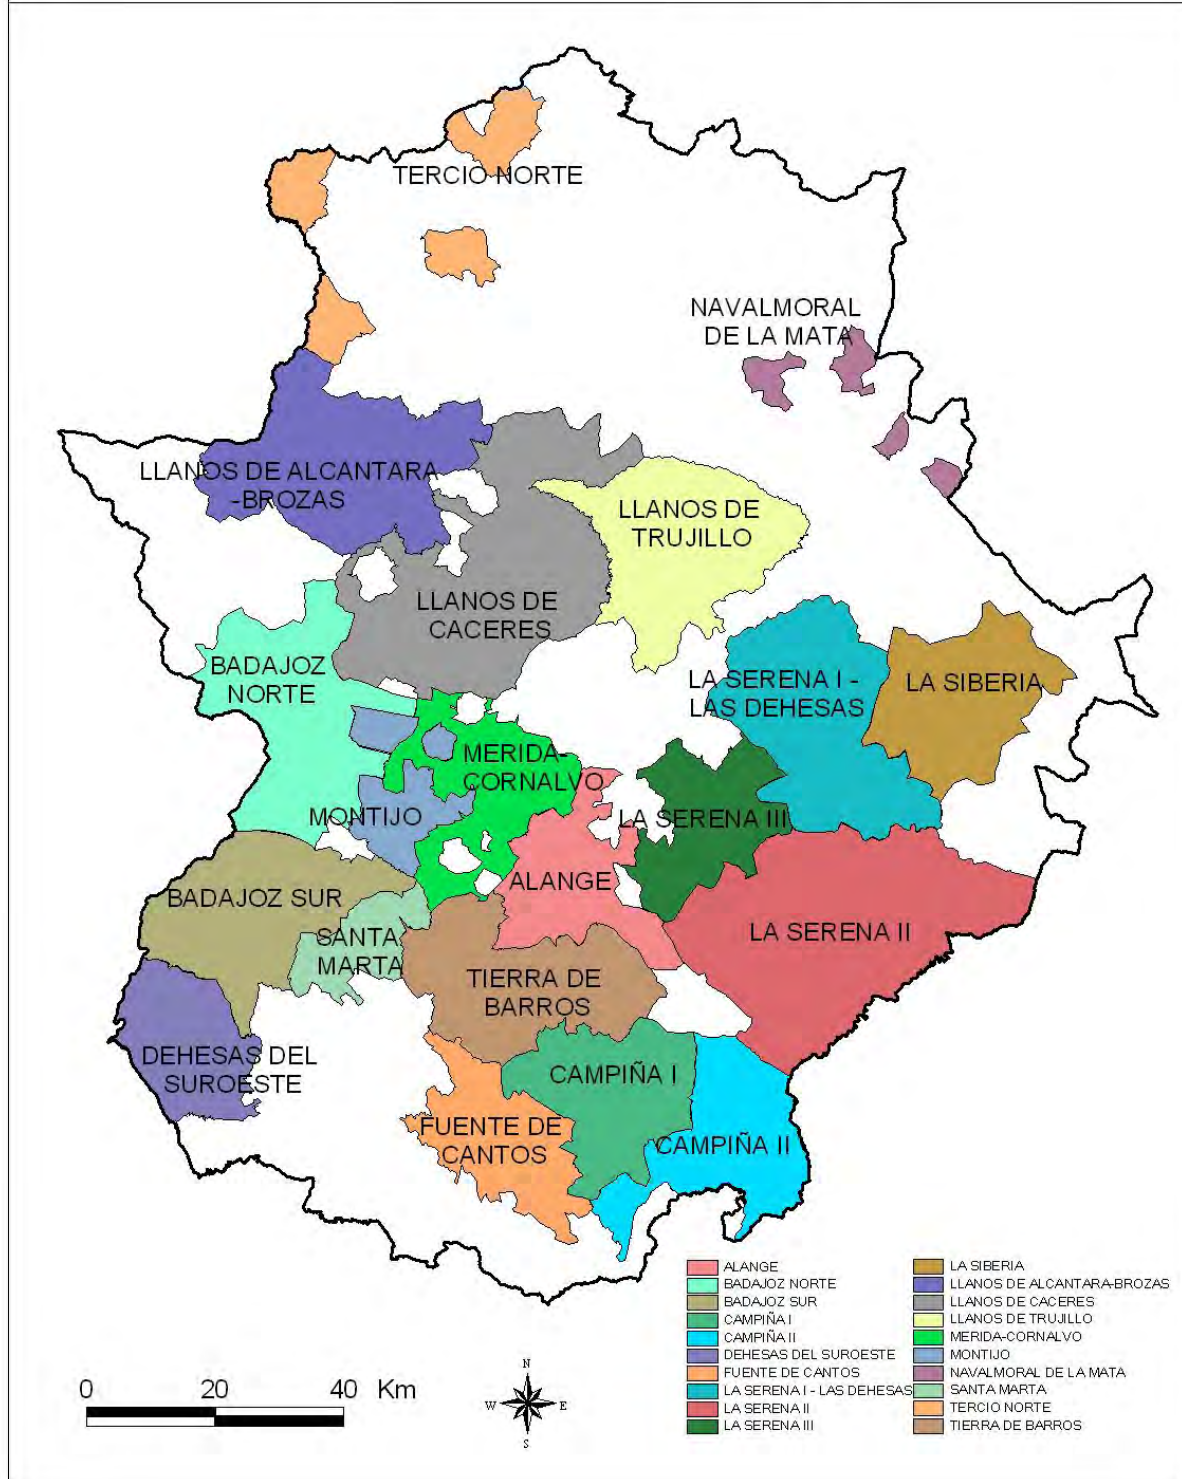 TERCIO NORTE
NAVALMORAL
DE LA MATA
LLANOS DE ALCANTARA
-BROZAS
LLANOS DE
TRUJILLO
LLANOS DE
CACERES
BADAJOZ
NORTE
LA SERENA I -
LAS DEHESAS
LA SIBERIA
MERIDA-
CORNALVO
MONTIJO
LA SERENA III
ALANGE
BADAJOZ SUR
SANTA
MARTA
LA SERENA II
TIERRA DE
BARROS
DEHESAS DEL
SUROESTE
CAMPIÑA I
FUENTE DE
CANTOS
CAMPIÑA II
ALANGE
BADAJOZ NORTE
BADAJOZ SUR
CAMPIÑA I
CAMPIÑA II
DEHESAS DEL SUROESTE
FUENTE DE CANTOS
LA SERENA I - LAS DEHESAS
LA SERENA II
LA SERENA III
LA SIBERIA
LLANOS DE ALCANTARA-BROZAS
LLANOS DE CACERES
LLANOS DE TRUJILLO
MERIDA-CORNALVO
MONTIJO
NAVALMORAL DE LA MATA
SANTA MARTA
TERCIO NORTE
TIERRA DE BARROS
0 20 40 Km
N
W E
S